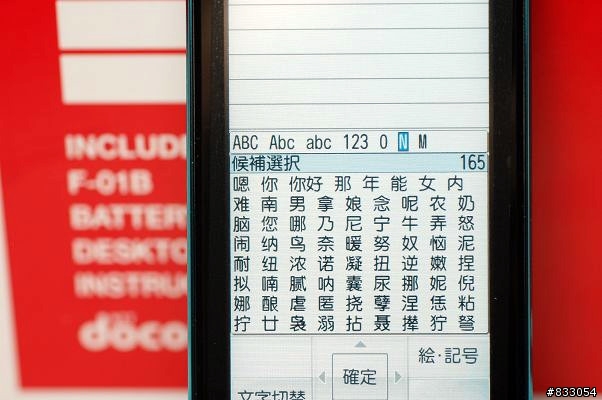 INCLUDE
F-01B
BATTERY
DESKTO
INSTRU
döco
ABC Abc abc 123 0 N M
候補選択 165
嗯 你 你好 那 年 能 女 内
难 南 男 拿 娘 念 呢 农 奶
脑 您 哪 乃 尼 宁 牛 弄 怒
闹 纳 鸟 奈 暖 努 奴 恼 泥
耐 纽 浓 诺 凝 扭 逆 嫩 捏
拟 喃 腻 呐 囊 尿 挪 妮 倪
娜 酿 虐 匿 挠 孽 涅 恁 粘
拧 廿 袅 溺 拈 聂 撵 狞 弩
絵・記号
確定
文字切替
#833054